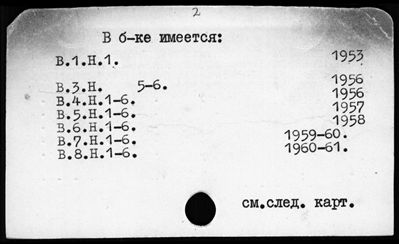 2
В б-ке имеется:
В.1.Н.1. 1953
В.3.Н. 5-6. 1956
В.4.Н.1-6. 1956
В.5.Н.1-6. 1957
В.6.Н.1-6. 1958
В.7.Н.1-6. 1959-60.
В.8.Н.1-6. 1960-61.
см.след. карт.